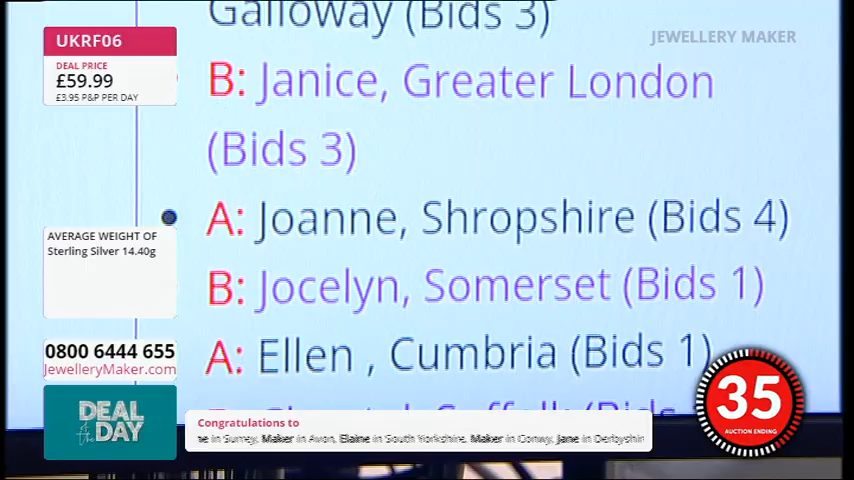 Galloway (Bids 3)
UKRF06
JEWELLERY MAKER
DEAL PRICE
£59.99
£3.95 P&P PER DAY
B: Janice, Greater London
(Bids 3)
A: Joanne, Shropshire (Bids 4)
AVERAGE WEIGHT OF
Sterling Silver 14.40g
B: Jocelyn, Somerset (Bids 1)
A: Ellen , Cumbria (Bids 1)
0800 6444 655
JewelleryMaker.com
DEAL
of the
DAY
35
AUCTION ENDING
Congratulations to
in Surrey, Maker in Avon, Elaine in South Yorkshire, Maker in Conwy, Jane in